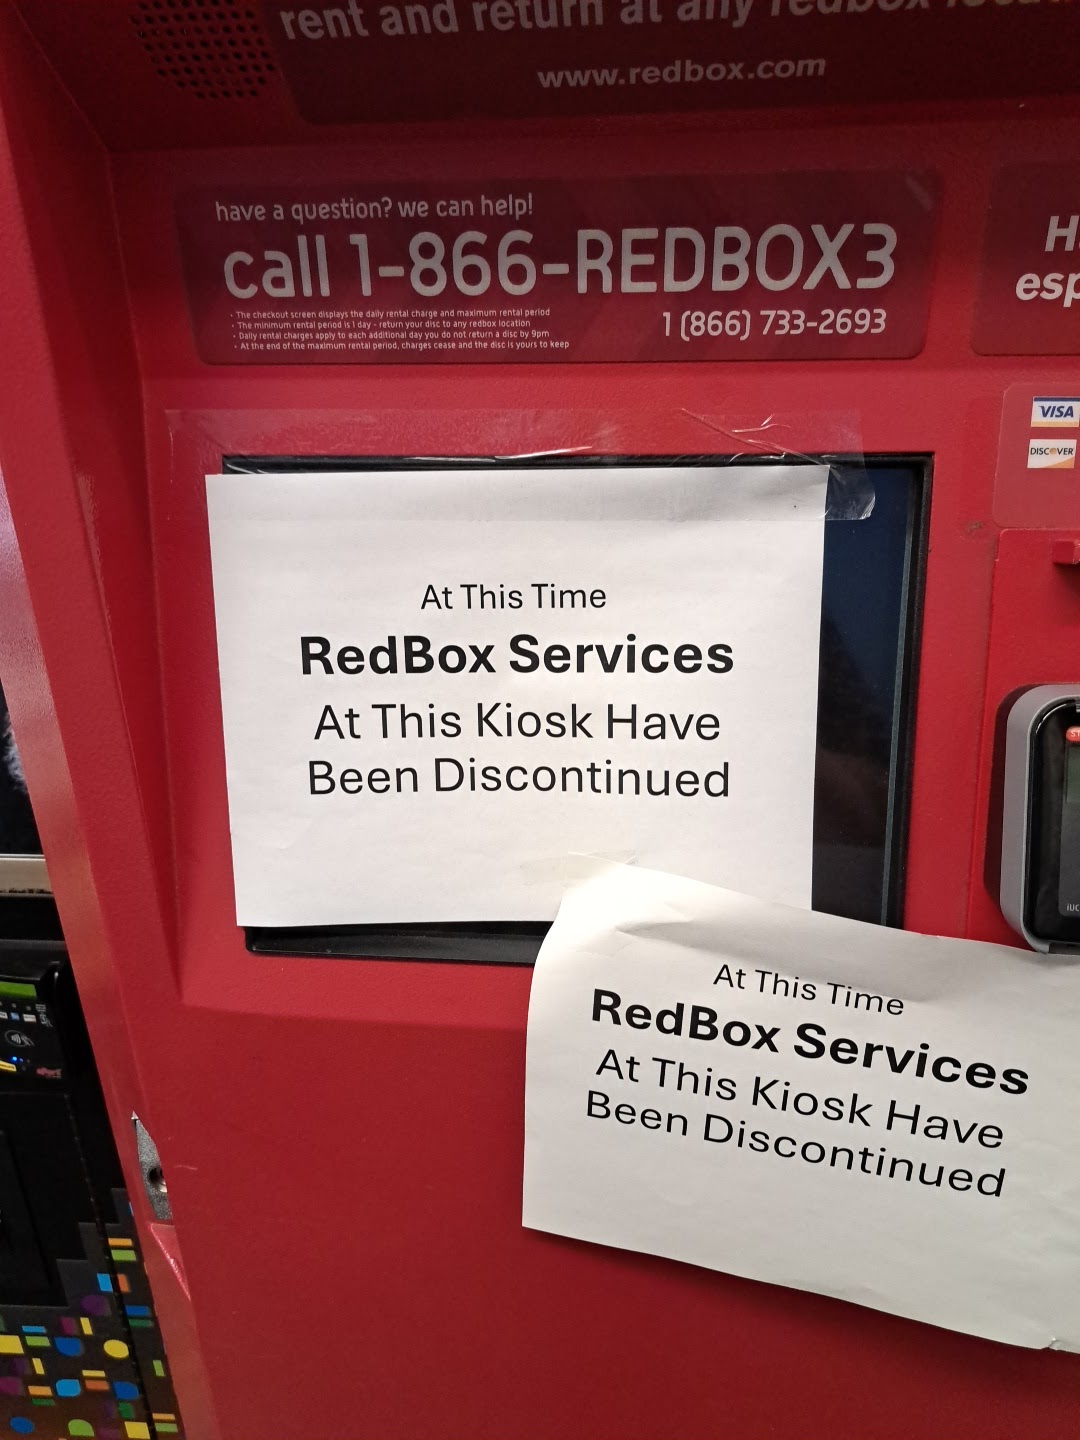 rent and return at any redbox
www.redbox.com
have a question? we can help!
call 1-866-REDBOX3
1 (866) 733-2693
• The checkout screen displays the daily rental charge and maximum rental period
• The minimum rental period is 1 day - return your disc to any redbox location
• Daily rental charges apply to each additional day you do not return a disc by 9pm
• At the end of the maximum rental period, charges cease and the disc is yours to keep
esp
VISA
DISCOVER
At This Time
RedBox Services
At This Kiosk Have
Been Discontinued
At This Time
RedBox Services
At This Kiosk Have
Been Discontinued